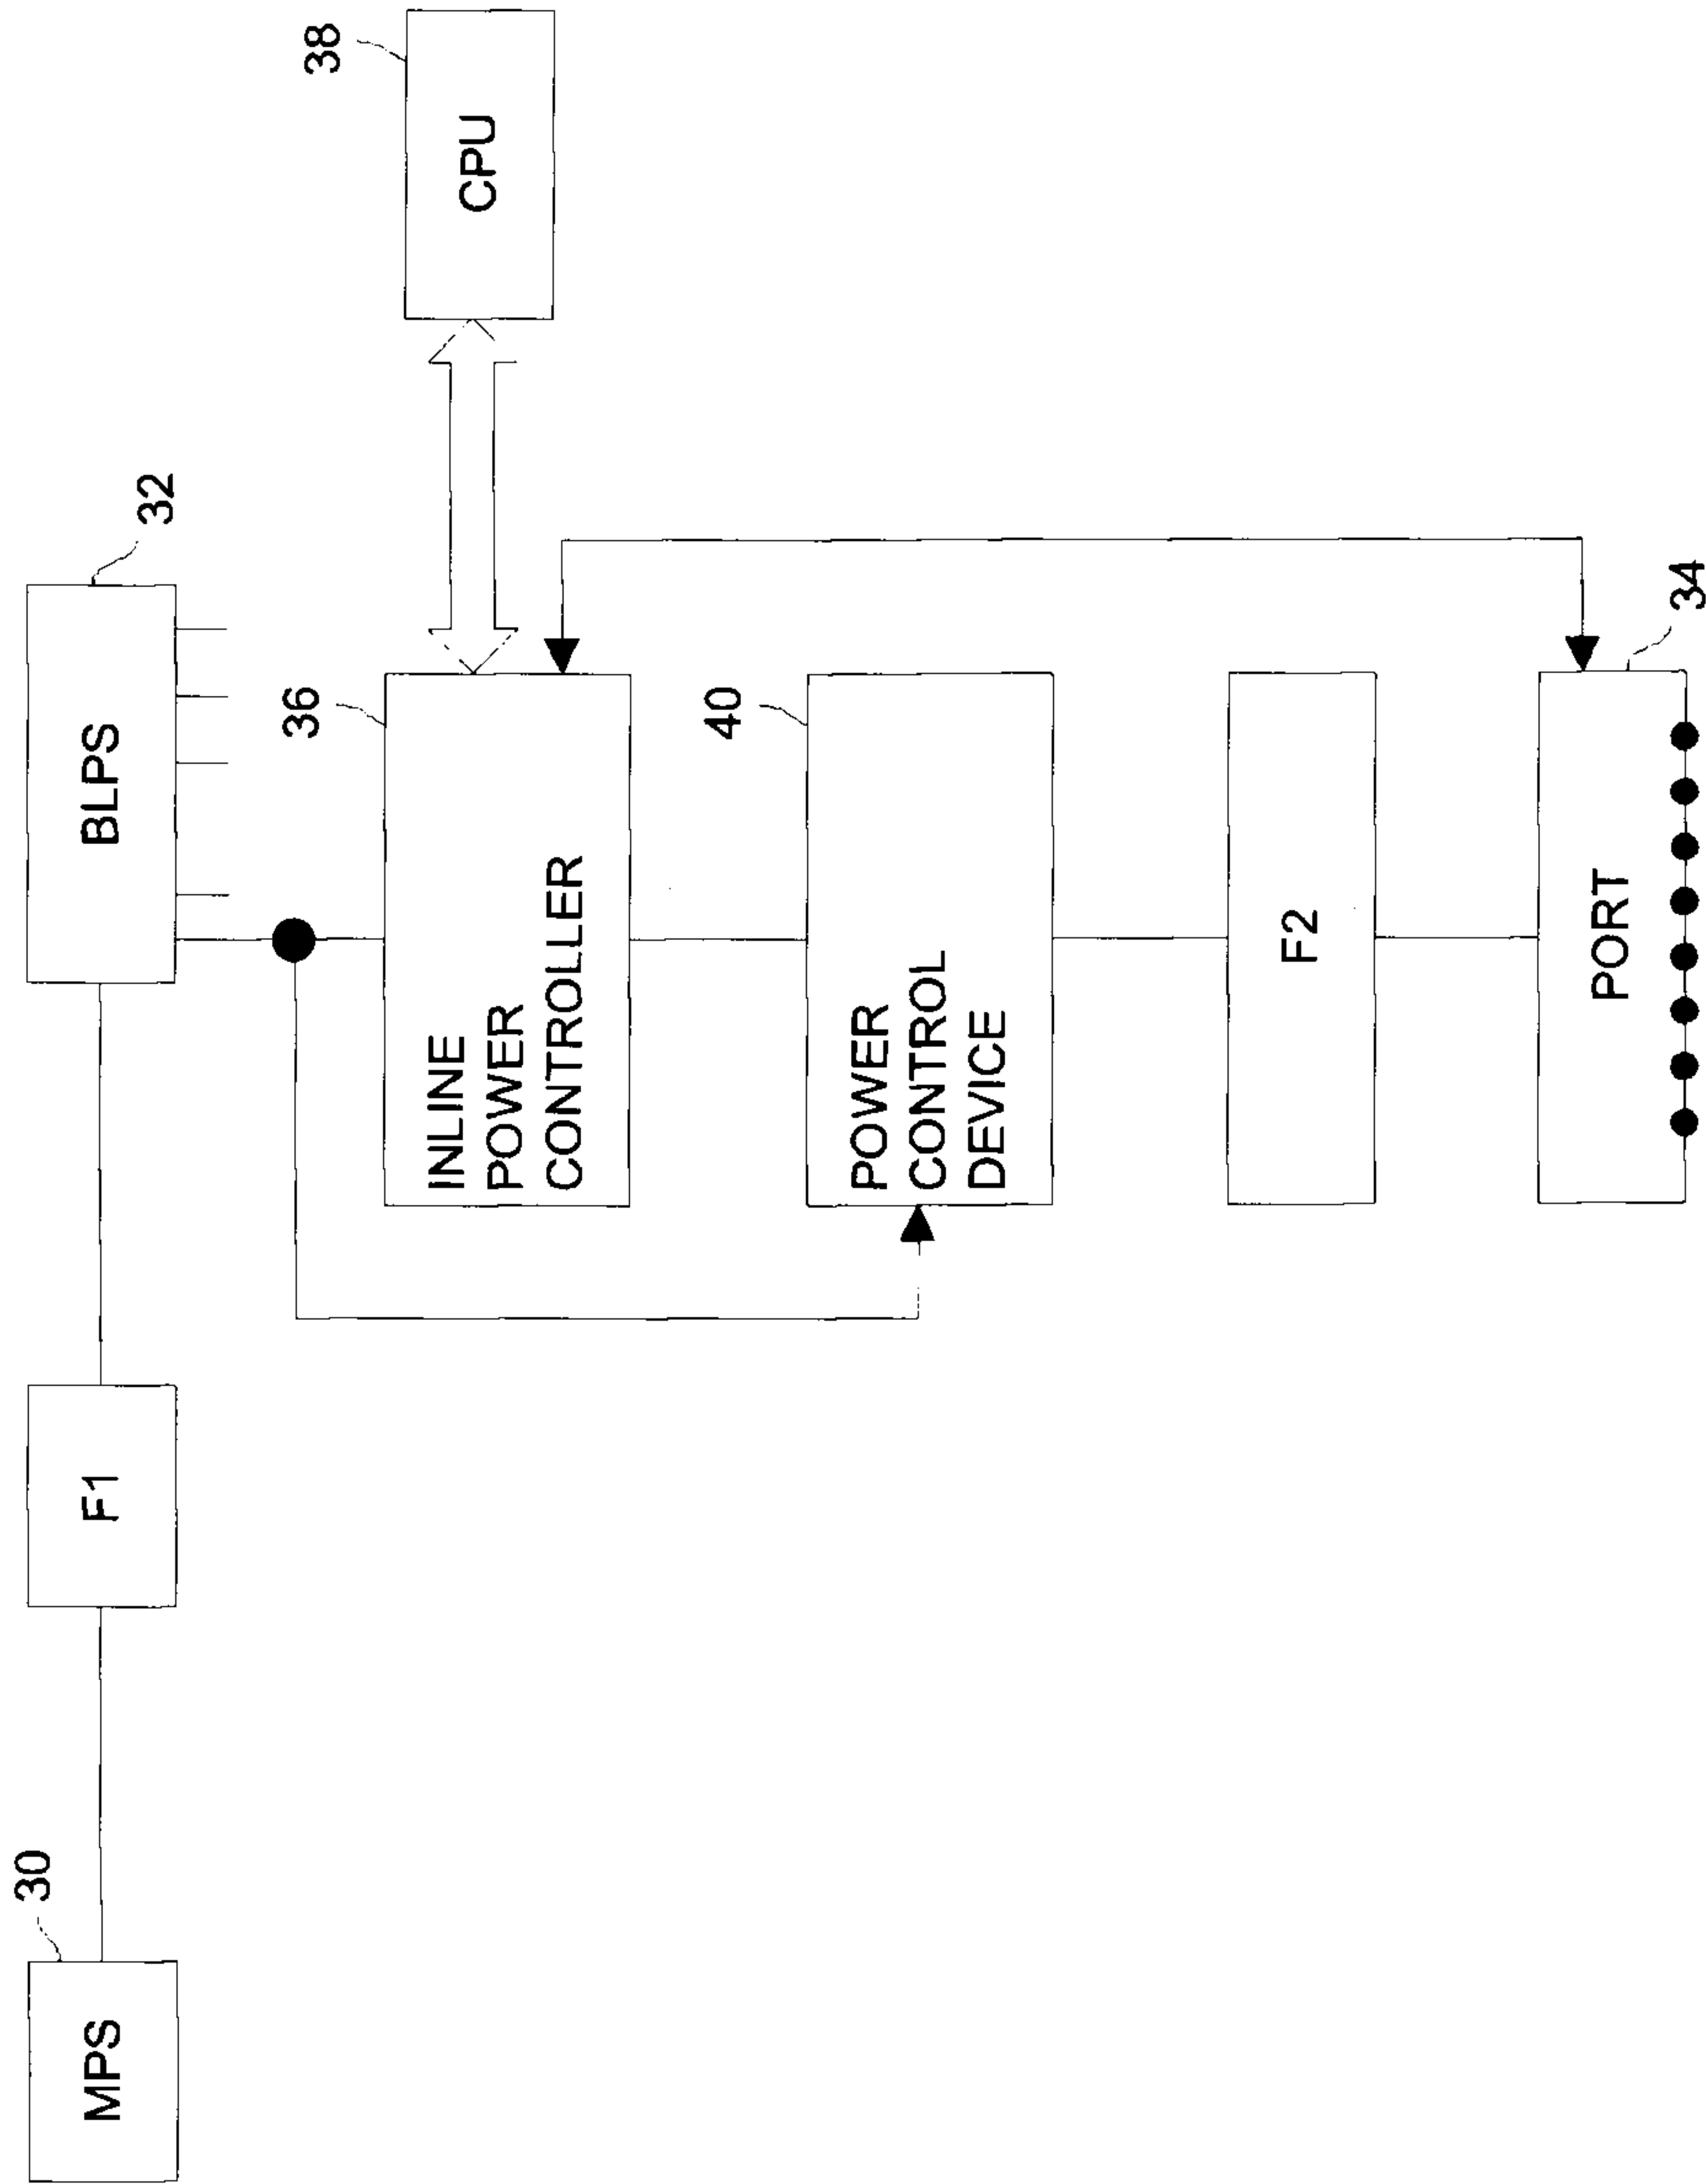 30
MPS
F1
32
BLPS
36
INLINE
POWER
CONTROLLER
38
CPU
40
POWER
CONTROL
DEVICE
F2
34
PORT